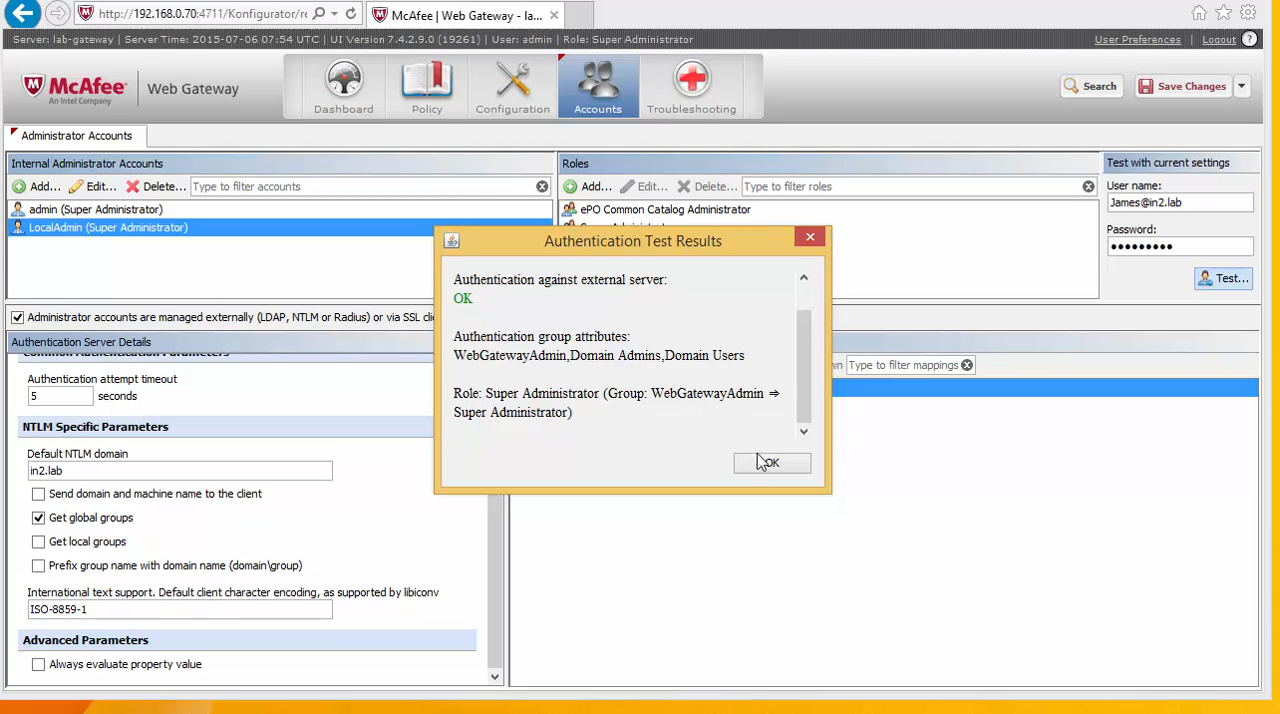 http://192.168.0.70:4711/Konfigurator/re
McAfee | Web Gateway - la...
Server: lab-gateway | Server Time: 2015-07-06 07:54 UTC | UI Version 7.4.2.9.0 (19261) | User: admin | Role: Super Administrator
User Preferences | Logout ?
McAfee
An Intel Company
Web Gateway
Dashboard
Policy
Configuration
Accounts
Troubleshooting
Search
Save Changes
Administrator Accounts
Internal Administrator Accounts
Add... Edit... Delete... Type to filter accounts
admin (Super Administrator)
LocalAdmin (Super Administrator)
Roles
Add... Edit... Delete... Type to filter roles
ePO Common Catalog Administrator
Test with current settings
User name:
James@in2.lab
Password:
•••••••••
Test...
Administrator accounts are managed externally (LDAP, NTLM or Radius) or via SSL cli
Authentication Server Details
Common Authentication Parameters
Authentication attempt timeout
5 seconds
NTLM Specific Parameters
Default NTLM domain
in2.lab
Send domain and machine name to the client
Get global groups
Get local groups
Prefix group name with domain name (domain\group)
International text support. Default client character encoding, as supported by libiconv
ISO-8859-1
Advanced Parameters
Always evaluate property value
Type to filter mappings
Authentication Test Results
Authentication against external server:
OK
Authentication group attributes:
WebGatewayAdmin,Domain Admins,Domain Users
Role: Super Administrator (Group: WebGatewayAdmin ⇒
Super Administrator)
OK